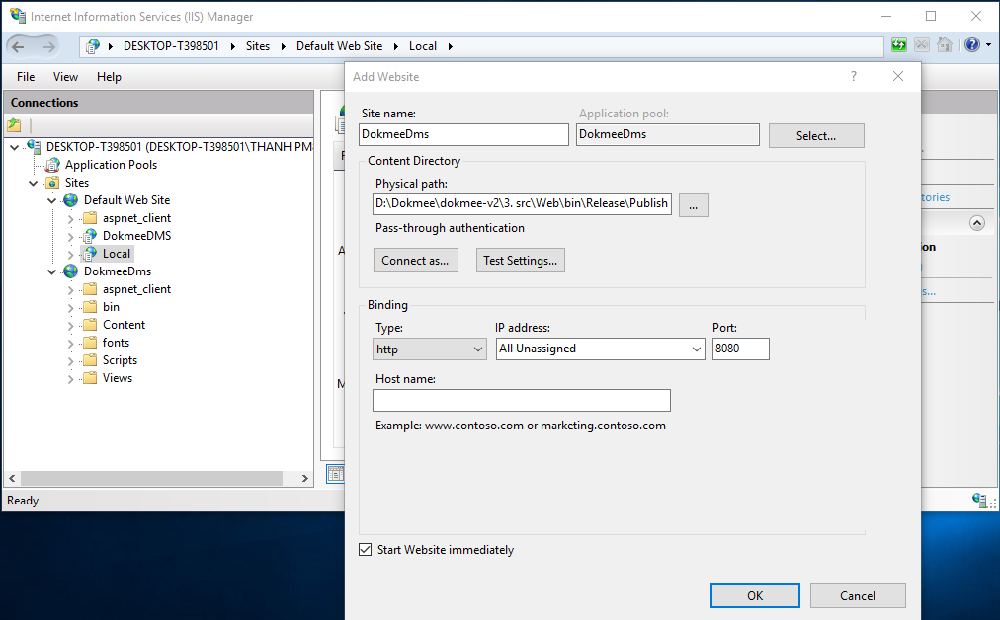 Internet Information Services (IIS) Manager
DESKTOP-T398501 Sites Default Web Site Local
File View Help
Connections
DESKTOP-T398501 (DESKTOP-T398501\THANH PM
Application Pools
Sites
Default Web Site
aspnet_client
DokmeeDMS
Local
DokmeeDms
aspnet_client
bin
Content
fonts
Scripts
Views
Ready
Add Website
?
Site name:
Application pool:
DokmeeDms
DokmeeDms
Select...
Content Directory
Physical path:
D:\Dokmee\dokmee-v2\3. src\Web\bin\Release\Publish
...
Pass-through authentication
Connect as...
Test Settings...
Binding
Type:
IP address:
Port:
http
All Unassigned
8080
Host name:
Example: www.contoso.com or marketing.contoso.com
Start Website immediately
OK
Cancel
tories
on
s...